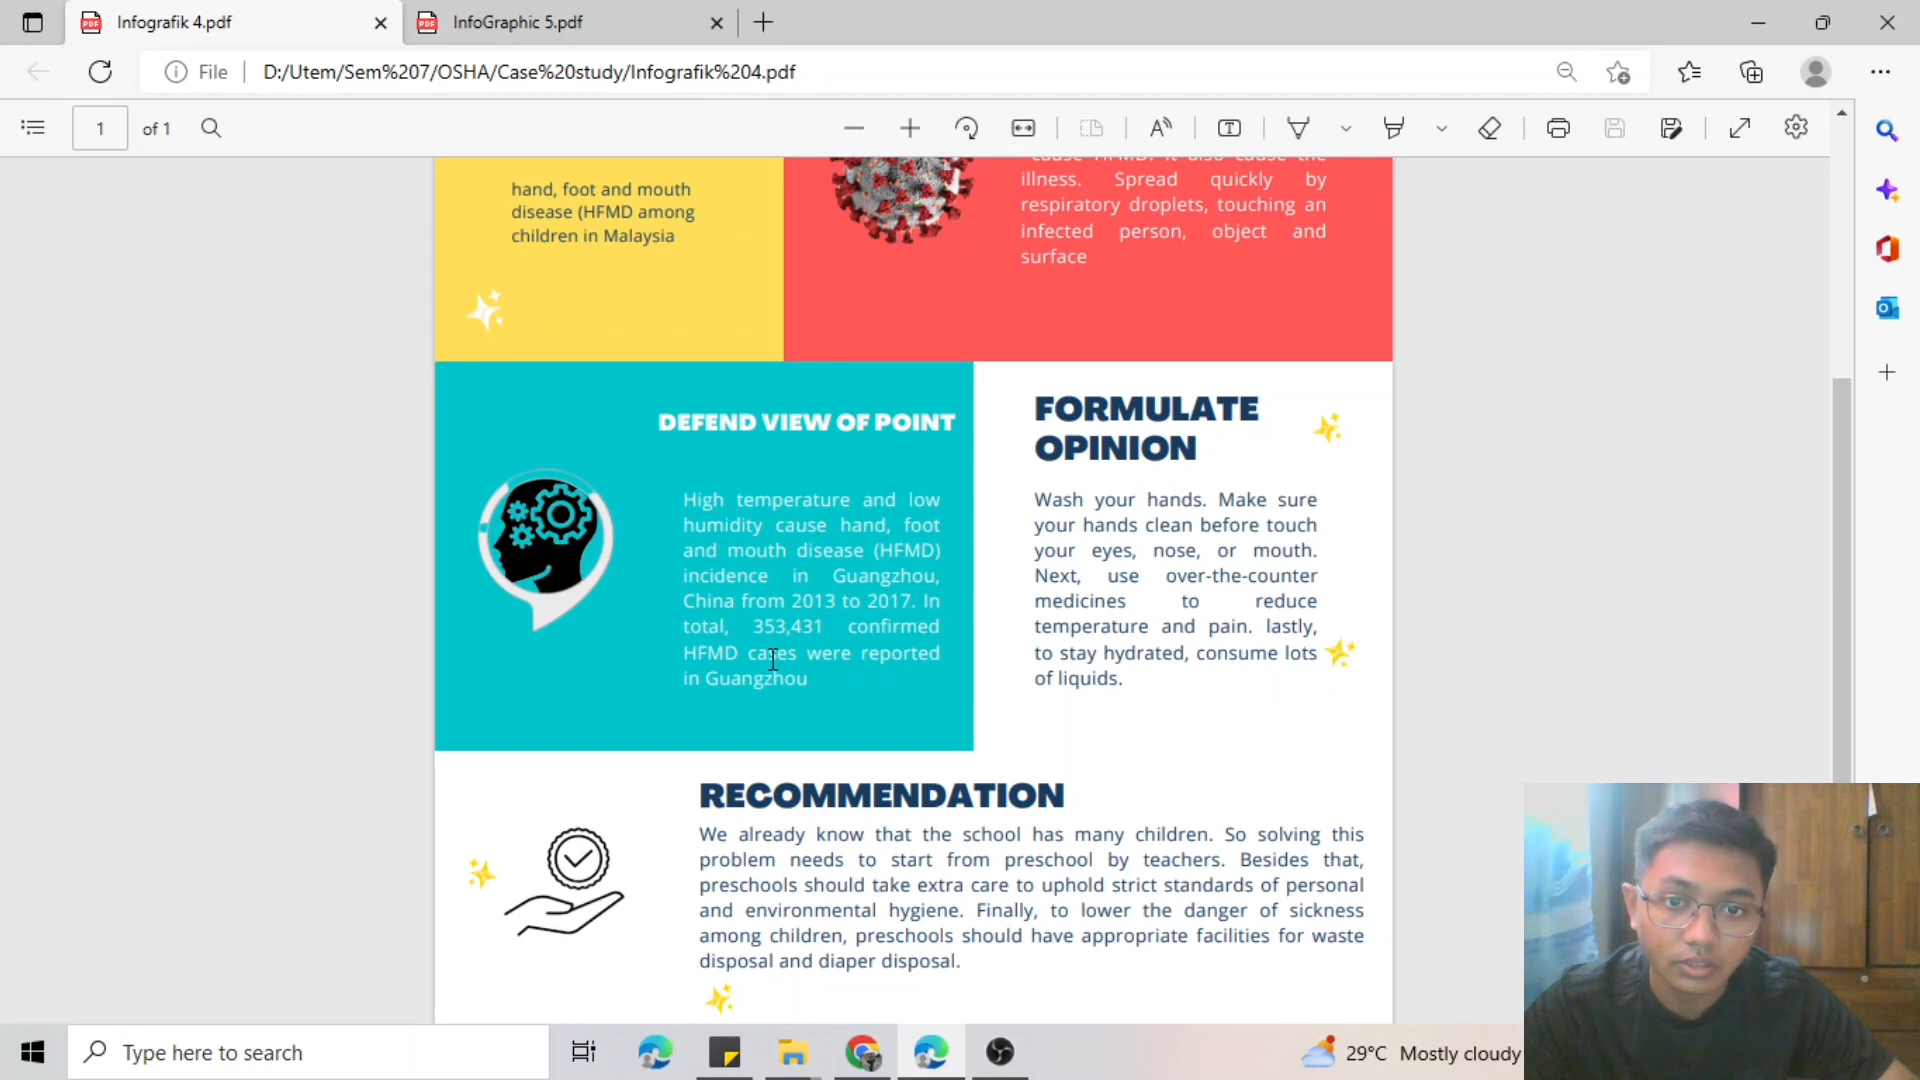 Infografik 4.pdf
InfoGraphic 5.pdf
File
D:/Utem/Sem%207/OSHA/Case%20study/Infografik%204.pdf
1
of 1
hand, foot and mouth
disease (HFMD among
children in Malaysia
cause HFMD. It also cause the
illness. Spread quickly by
respiratory droplets, touching an
infected person, object and
surface
DEFEND VIEW OF POINT
High temperature and low
humidity cause hand, foot
and mouth disease (HFMD)
incidence in Guangzhou,
China from 2013 to 2017. In
total, 353,431 confirmed
HFMD cases were reported
in Guangzhou
FORMULATE
OPINION
Wash your hands. Make sure
your hands clean before touch
your eyes, nose, or mouth.
Next, use over-the-counter
medicines to reduce
temperature and pain. lastly,
to stay hydrated, consume lots
of liquids.
RECOMMENDATION
We already know that the school has many children. So solving this
problem needs to start from preschool by teachers. Besides that,
preschools should take extra care to uphold strict standards of personal
and environmental hygiene. Finally, to lower the danger of sickness
among children, preschools should have appropriate facilities for waste
disposal and diaper disposal.
Type here to search
29°C Mostly cloudy